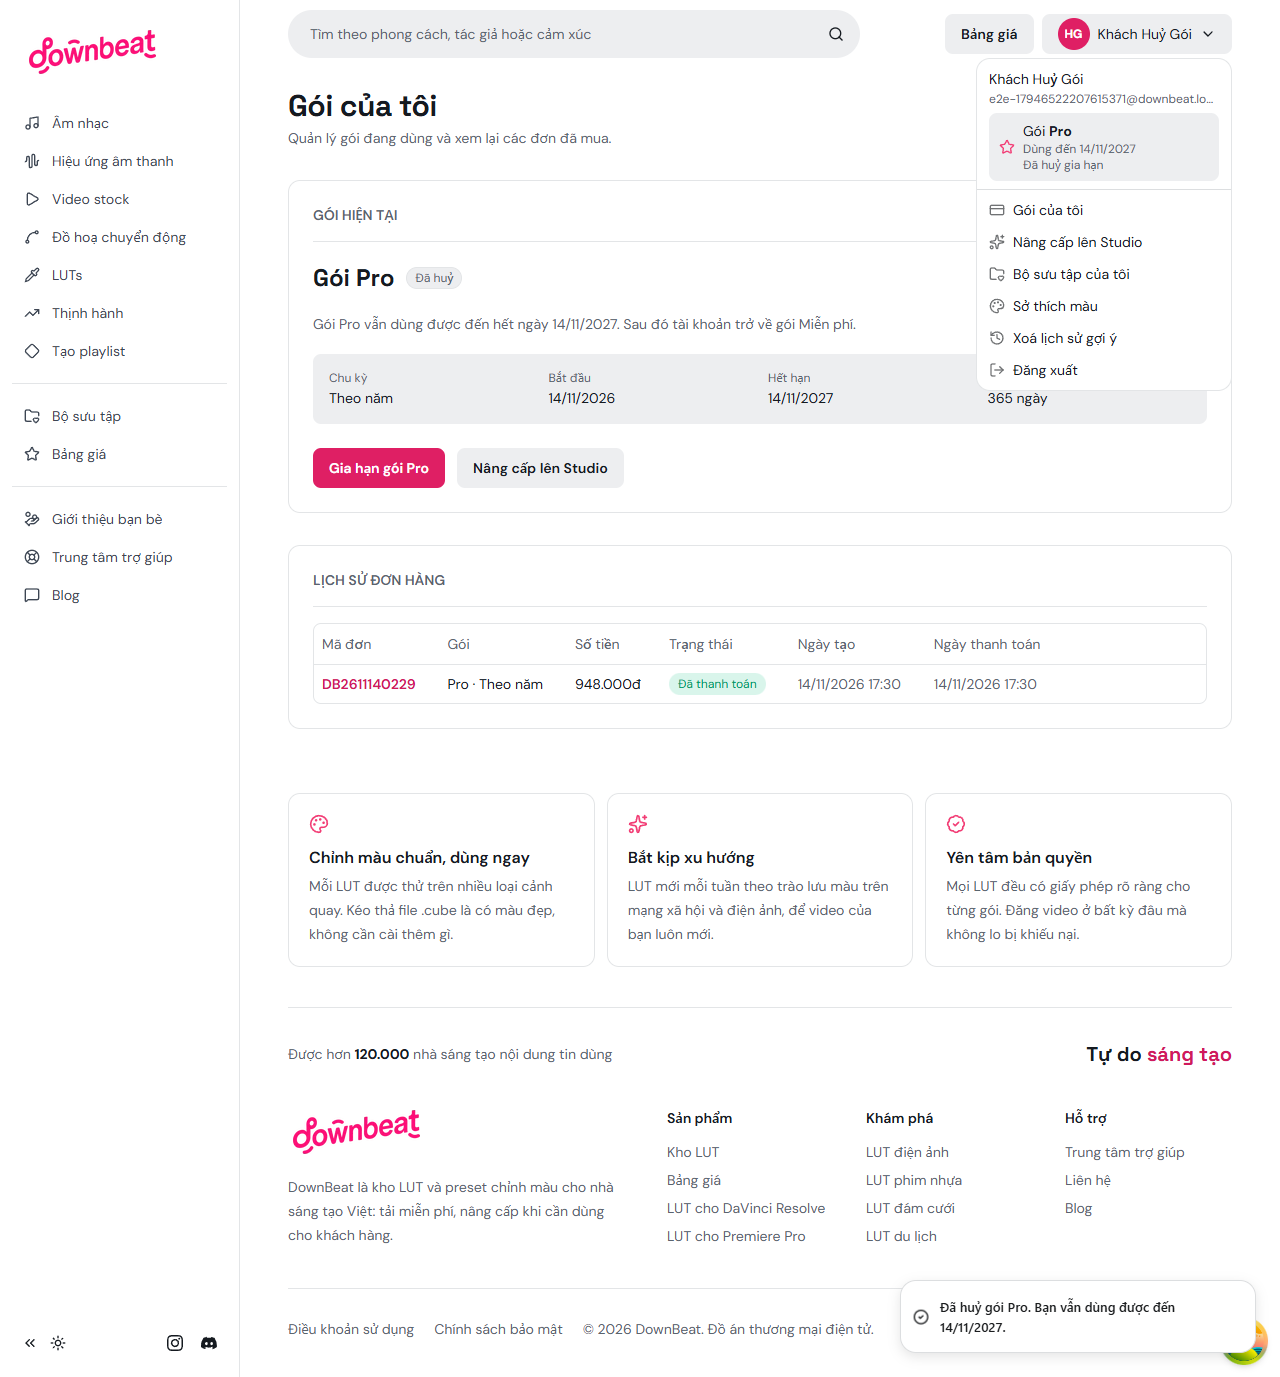 downbeat
Âm nhạc
Hiệu ứng âm thanh
Video stock
Đồ hoạ chuyển động
LUTs
Thịnh hành
Tạo playlist
Bộ sưu tập
Bảng giá
Giới thiệu bạn bè
Trung tâm trợ giúp
Blog
Tìm theo phong cách, tác giả hoặc cảm xúc
Bảng giá
HG Khách Huỷ Gói
Khách Huỷ Gói
e2e-17946522207615371@downbeat.lo...
Gói Pro
Dùng đến 14/11/2027
Đã huỷ gia hạn
Gói của tôi
Nâng cấp lên Studio
Bộ sưu tập của tôi
Sở thích màu
Xoá lịch sử gợi ý
Đăng xuất
Gói của tôi
Quản lý gói đang dùng và xem lại các đơn đã mua.
GÓI HIỆN TẠI
Gói Pro Đã huỷ
Gói Pro vẫn dùng được đến hết ngày 14/11/2027. Sau đó tài khoản trở về gói Miễn phí.
Chu kỳ Bắt đầu Hết hạn
Theo năm 14/11/2026 14/11/2027 365 ngày
Gia hạn gói Pro Nâng cấp lên Studio
LỊCH SỬ ĐƠN HÀNG
Mã đơn Gói Số tiền Trạng thái Ngày tạo Ngày thanh toán
DB2611140229 Pro · Theo năm 948.000đ Đã thanh toán 14/11/2026 17:30 14/11/2026 17:30
Chỉnh màu chuẩn, dùng ngay
Mỗi LUT được thử trên nhiều loại cảnh
quay. Kéo thả file .cube là có màu đẹp,
không cần cài thêm gì.
Bắt kịp xu hướng
LUT mới mỗi tuần theo trào lưu màu trên
mạng xã hội và điện ảnh, để video của
bạn luôn mới.
Yên tâm bản quyền
Mọi LUT đều có giấy phép rõ ràng cho
từng gói. Đăng video ở bất kỳ đâu mà
không lo bị khiếu nại.
Được hơn 120.000 nhà sáng tạo nội dung tin dùng
Tự do sáng tạo
downbeat
DownBeat là kho LUT và preset chỉnh màu cho nhà
sáng tạo Việt: tải miễn phí, nâng cấp khi cần dùng
cho khách hàng.
Sản phẩm
Kho LUT
Bảng giá
LUT cho DaVinci Resolve
LUT cho Premiere Pro
Khám phá
LUT điện ảnh
LUT phim nhựa
LUT đám cưới
LUT du lịch
Hỗ trợ
Trung tâm trợ giúp
Liên hệ
Blog
Điều khoản sử dụng Chính sách bảo mật © 2026 DownBeat. Đồ án thương mại điện tử.
Đã huỷ gói Pro. Bạn vẫn dùng được đến
14/11/2027.